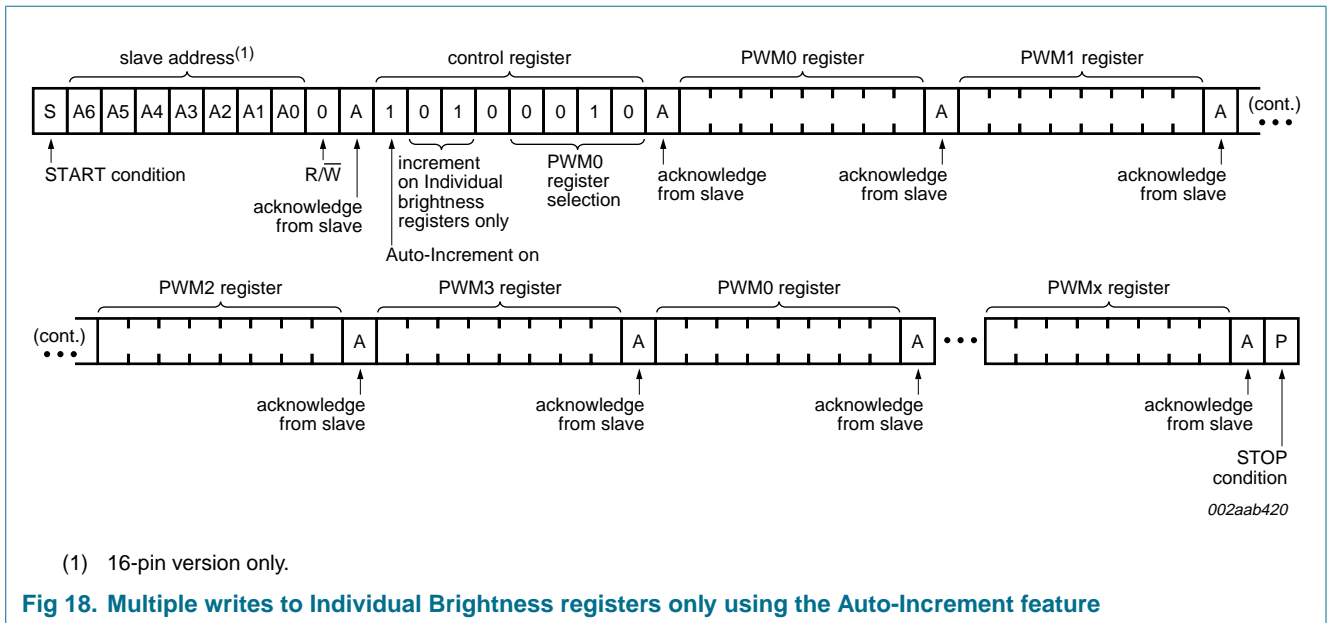 slave address(1)
control register
PWM0 register
PWM1 register
S A6 A5 A4 A3 A2 A1 A0 0 A 1 0 1 0 0 0 1 0 A A A (cont.)
START condition
R/W
acknowledge
from slave
Auto-Increment on
increment
on Individual
brightness
registers only
PWM0
register
selection
acknowledge
from slave
acknowledge
from slave
acknowledge
from slave
PWM2 register
PWM3 register
PWM0 register
PWMx register
(cont.) A A A A P
acknowledge
from slave
acknowledge
from slave
acknowledge
from slave
acknowledge
from slave
STOP
condition
002aab420
(1) 16-pin version only.
Fig 18. Multiple writes to Individual Brightness registers only using the Auto-Increment feature